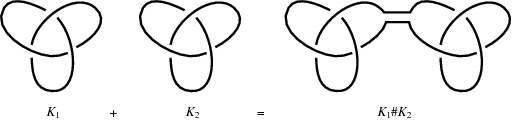 K₁ + K₂ = K₁#K₂